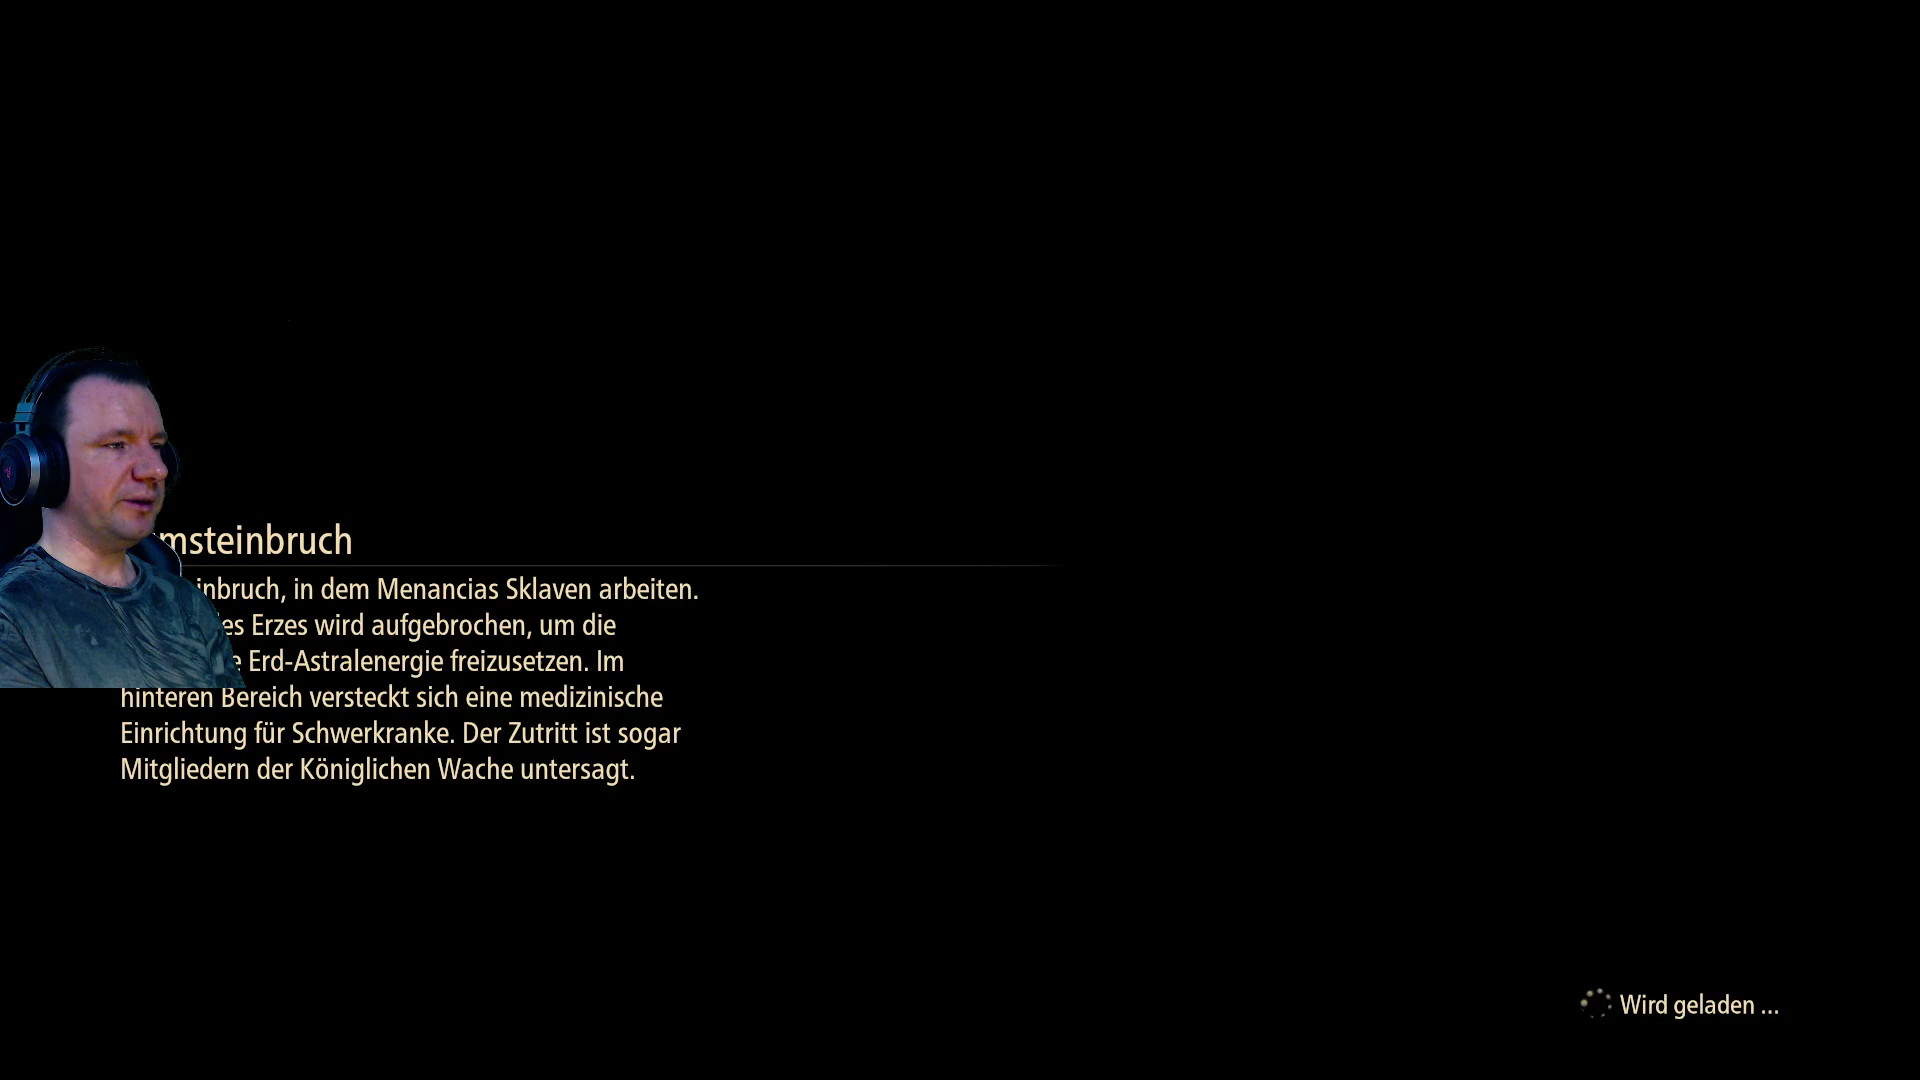 msteinbruch
inbruch, in dem Menancias Sklaven arbeiten.
es Erzes wird aufgebrochen, um die
e Erd-Astralenergie freizusetzen. Im
hinteren Bereich versteckt sich eine medizinische
Einrichtung für Schwerkranke. Der Zutritt ist sogar
Mitgliedern der Königlichen Wache untersagt.
Wird geladen ...